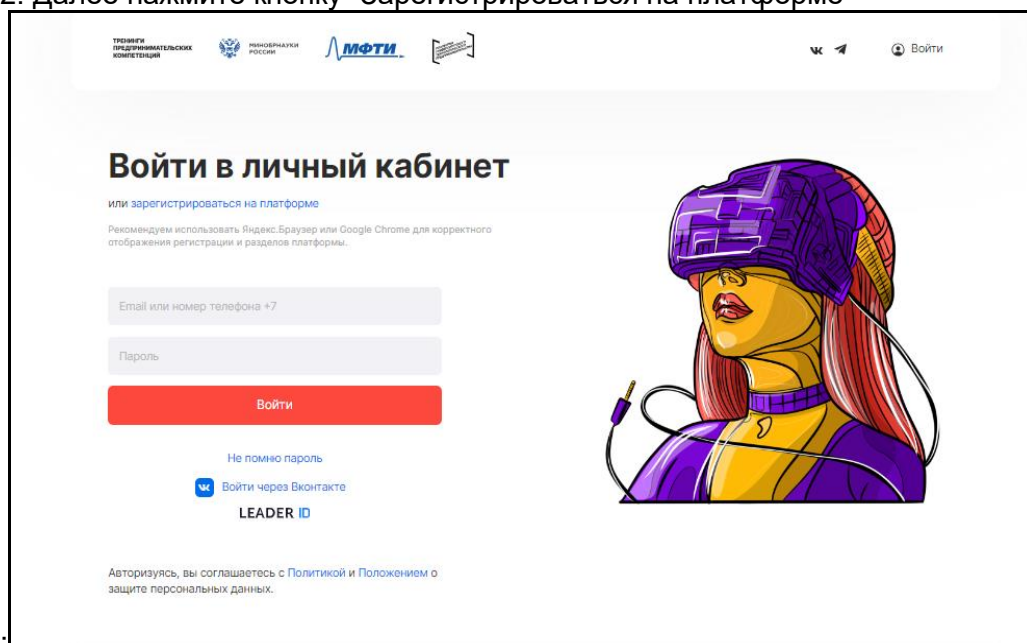 2. Далее нажмите кнопку "Зарегистрироваться на платформе"
ТРЕНИНГИ
ПРЕДПРИНИМАТЕЛЬСКИХ
КОМПЕТЕНЦИЙ
МИНОБРНАУКИ
РОССИИ
МФТИ
Войти
Войти в личный кабинет
или зарегистрироваться на платформе
Рекомендуем использовать Яндекс.Браузер или Google Chrome для корректного
отображения регистрации и разделов платформы.
Email или номер телефона +7
Пароль
Войти
Не помню пароль
Войти через Вконтакте
LEADER ID
Авторизуясь, вы соглашаетесь с Политикой и Положением о
защите персональных данных.
.